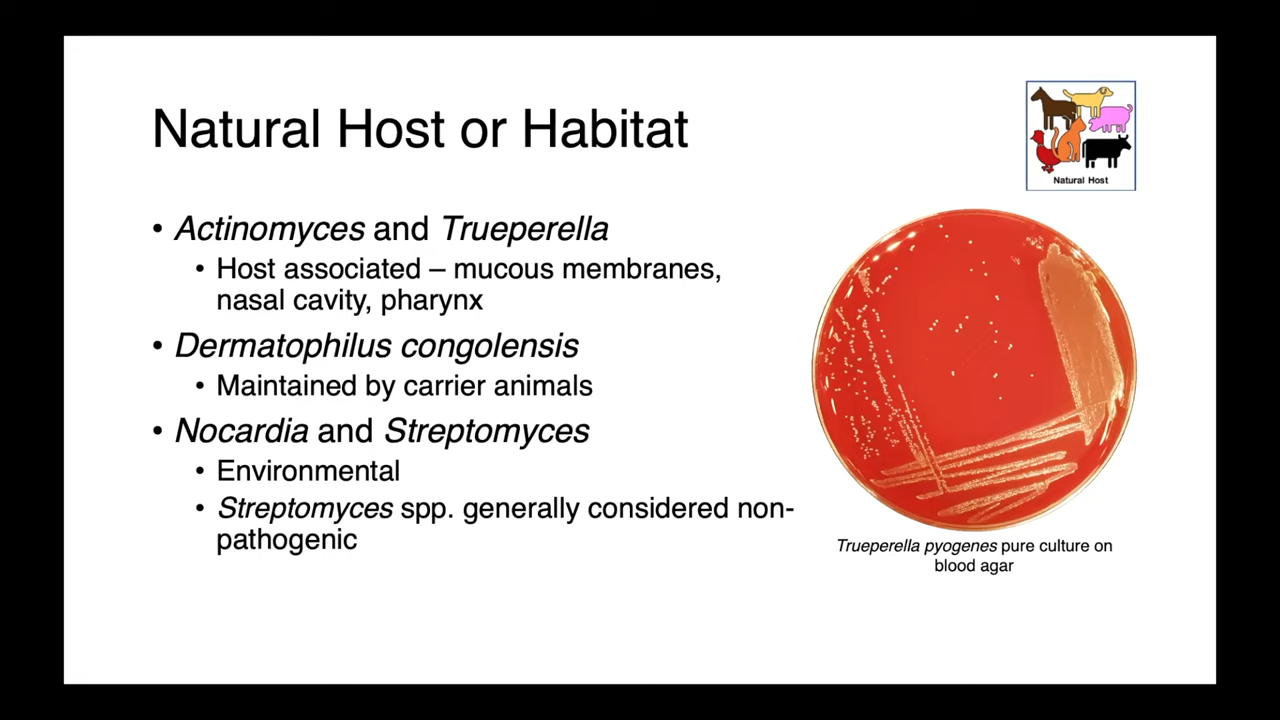 Natural Host or Habitat
Natural Host
• Actinomyces and Trueperella
• Host associated – mucous membranes,
nasal cavity, pharynx
• Dermatophilus congolensis
• Maintained by carrier animals
• Nocardia and Streptomyces
• Environmental
• Streptomyces spp. generally considered non-
pathogenic
Trueperella pyogenes pure culture on
blood agar